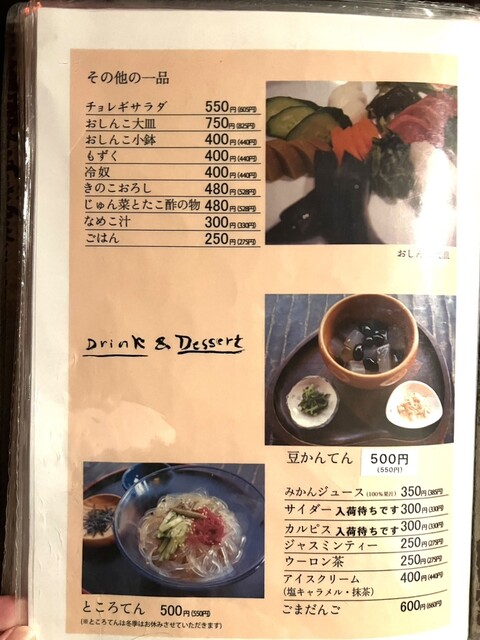 その他の一品
チョレギサラダ 550円(605円)
おしんこ大皿 750円(825円)
おしんこ小鉢 400円(440円)
もずく 400円(440円)
冷奴 400円(440円)
きのこおろし 480円(528円)
じゅん菜とたこ酢の物 480円(528円)
なめこ汁 300円(330円)
ごはん 250円(275円)
おしんこ大皿
Drink & Dessert
豆かんてん 500円
(550円)
みかんジュース(100%果汁) 350円(385円)
サイダー 入荷待ちです 300円(330円)
カルピス 入荷待ちです 300円(330円)
ジャスミンティー 250円(275円)
ウーロン茶 250円(275円)
アイスクリーム 400円(440円)
(塩キャラメル・抹茶)
ごまだんご 600円(660円)
ところてん 500円(550円)
(※ところてんは冬季はお休みさせていただきます)